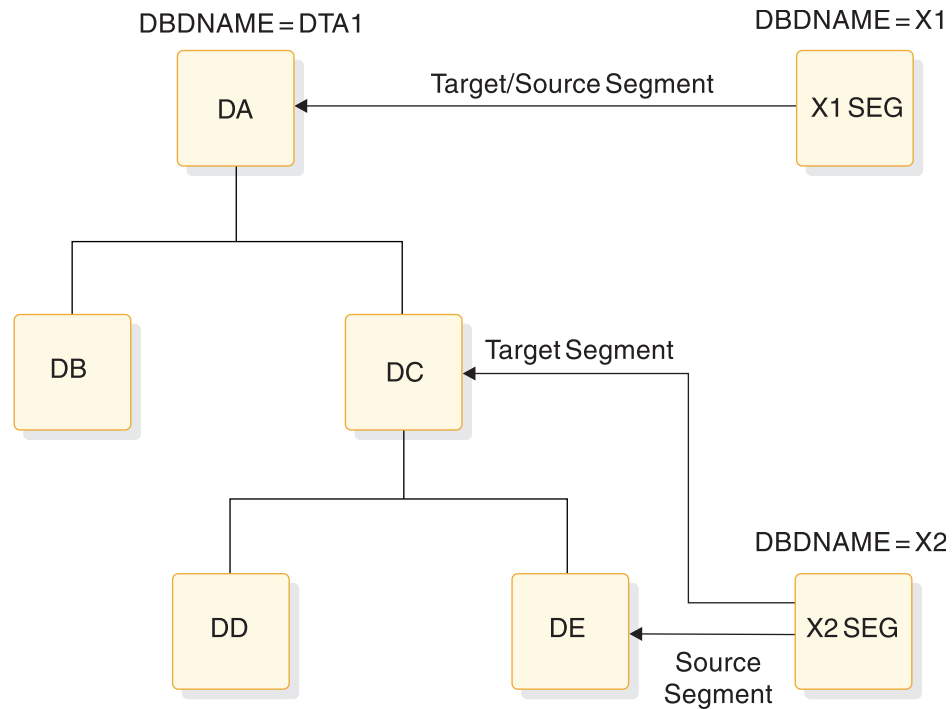 DBDNAME = DTA1
DBDNAME = X1
DA
Target/Source Segment
X1 SEG
DB
DC
Target Segment
DBDNAME = X2
DD
DE
X2 SEG
Source
Segment